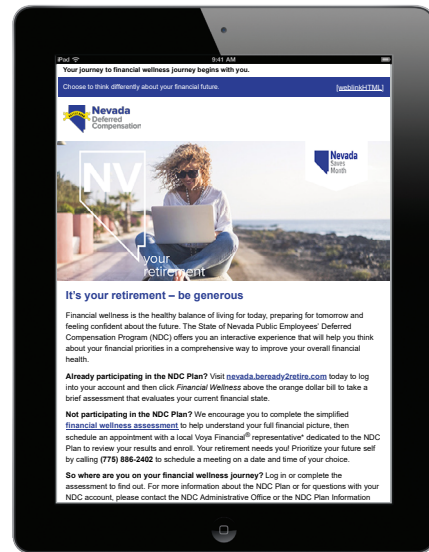 iPad 9:41 AM
Your journey to financial wellness journey begins with you.
Choose to think differently about your financial future. [weblinkHTML]
Nevada
Deferred
Compensation
NV
your
retirement
Nevada
Saves
Month
It's your retirement – be generous
Financial wellness is the healthy balance of living for today, preparing for tomorrow and
feeling confident about the future. The State of Nevada Public Employees' Deferred
Compensation Program (NDC) offers you an interactive experience that will help you think
about your financial priorities in a comprehensive way to improve your overall financial
health.
Already participating in the NDC Plan? Visit nevada.beready2retire.com today to log
into your account and then click Financial Wellness above the orange dollar bill to take a
brief assessment that evaluates your current financial state.
Not participating in the NDC Plan? We encourage you to complete the simplified
financial wellness assessment to help understand your full financial picture, then
schedule an appointment with a local Voya Financial® representative* dedicated to the NDC
Plan to review your results and enroll. Your retirement needs you! Prioritize your future self
by calling (775) 886-2402 to schedule a meeting on a date and time of your choice.
So where are you on your financial wellness journey? Log in or complete the
assessment to find out. For more information about the NDC Plan or for questions with your
NDC account, please contact the NDC Administrative Office or the NDC Plan Information